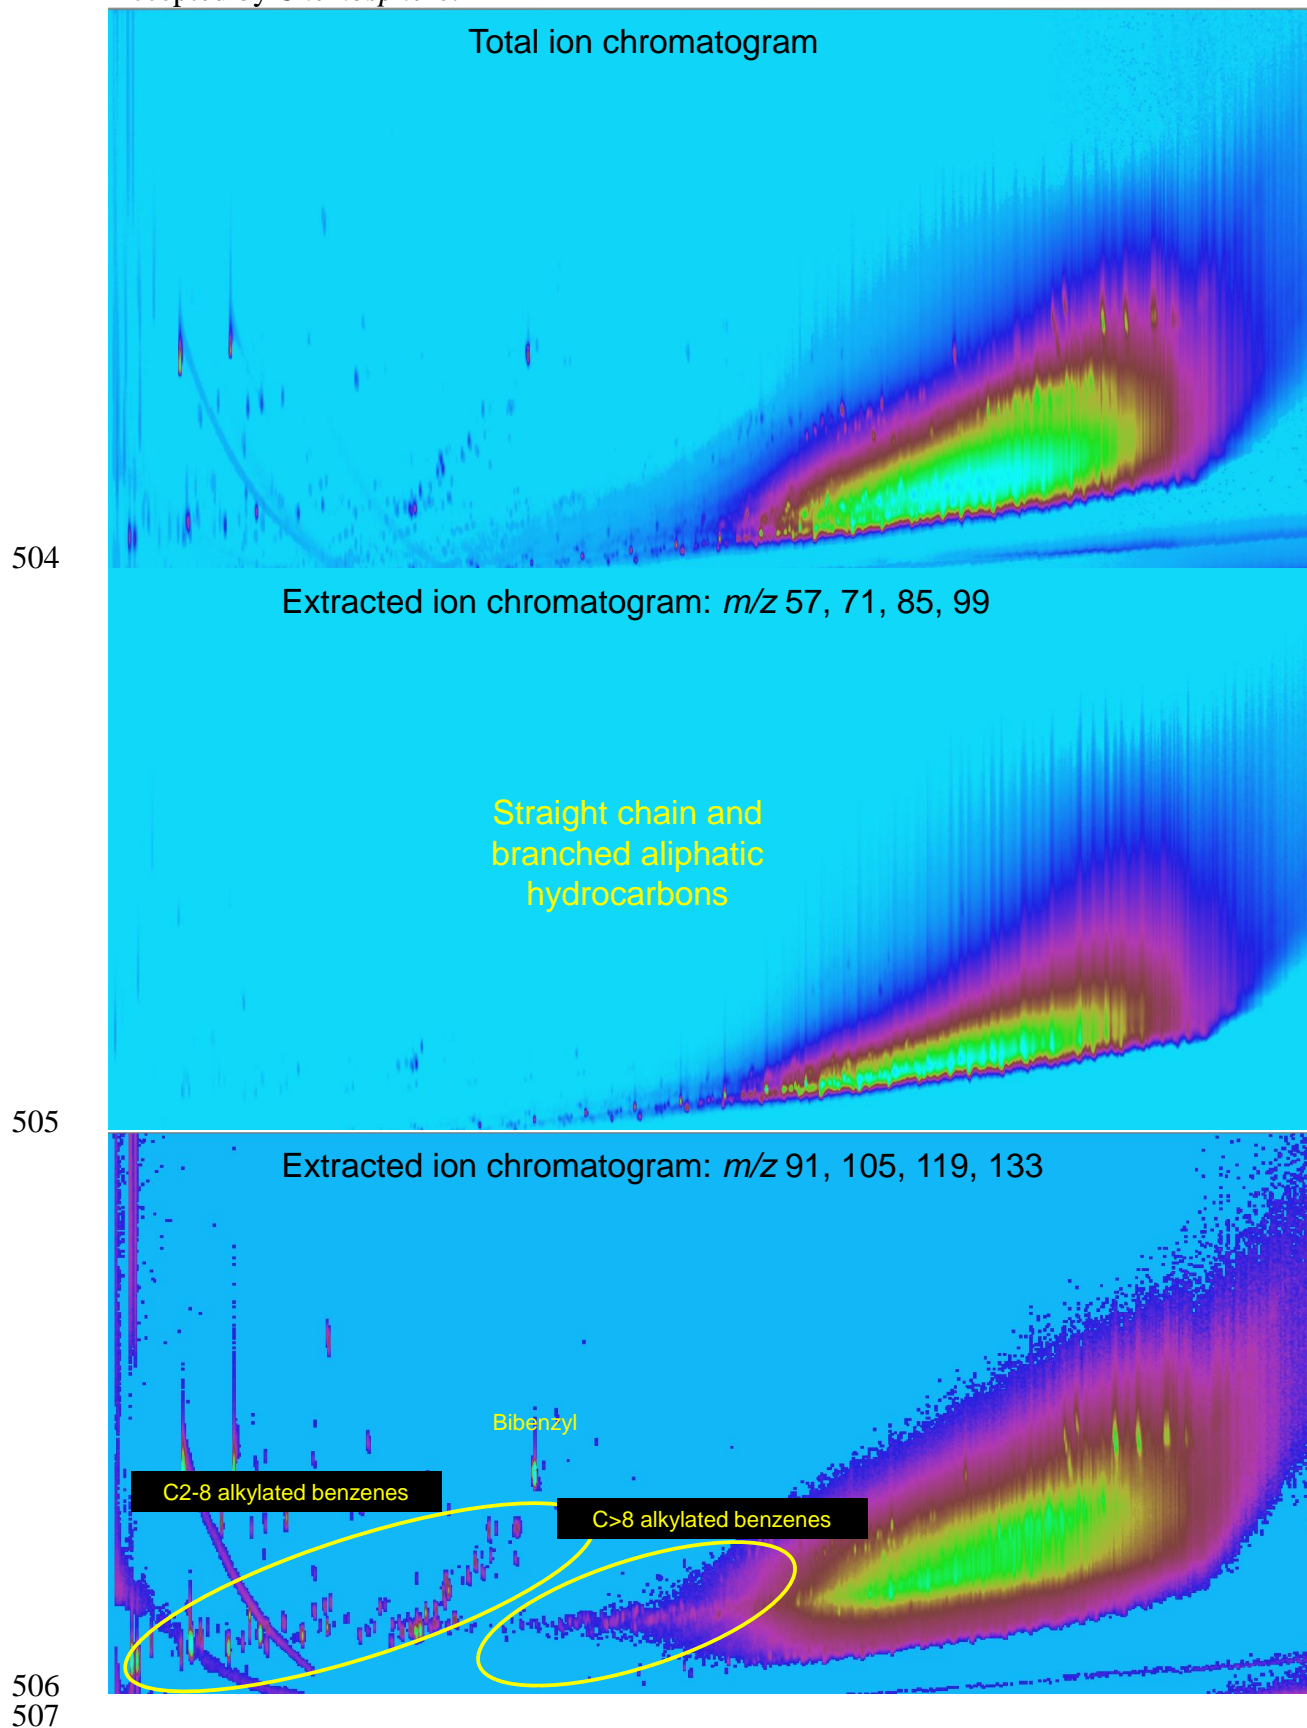 Total ion chromatogram
504
Extracted ion chromatogram: m/z 57, 71, 85, 99
Straight chain and
branched aliphatic
hydrocarbons
505
Extracted ion chromatogram: m/z 91, 105, 119, 133
Bibenzyl
C2-8 alkylated benzenes
C>8 alkylated benzenes
506
507